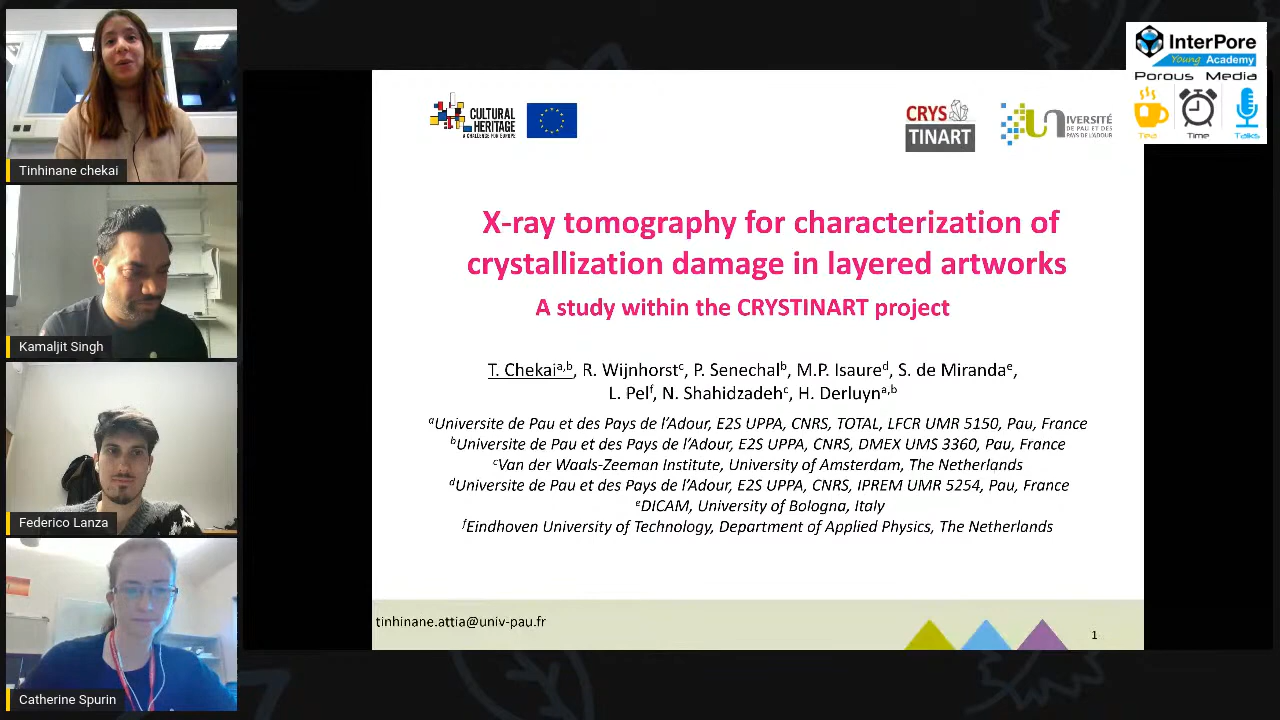 Tinhinane chekai
Kamaljit Singh
Federico Lanza
Catherine Spurin
InterPore
Young Academy
Porous Media
Tea Time Talks
CULTURAL
HERITAGE
A CHALLENGE FOR EUROPE
CRYS
TINART
UNIVERSITÉ
DE PAU ET DES
PAYS DE L'ADOUR
X-ray tomography for characterization of
crystallization damage in layered artworks
A study within the CRYSTINART project
T. Chekaiᵃ,ᵇ, R. Wijnhorstᶜ, P. Senechalᵇ, M.P. Isaureᵈ, S. de Mirandaᵉ,
L. Pelᶠ, N. Shahidzadehᶜ, H. Derluynᵃ,ᵇ
ᵃUniversite de Pau et des Pays de l'Adour, E2S UPPA, CNRS, TOTAL, LFCR UMR 5150, Pau, France
ᵇUniversite de Pau et des Pays de l'Adour, E2S UPPA, CNRS, DMEX UMS 3360, Pau, France
ᶜVan der Waals-Zeeman Institute, University of Amsterdam, The Netherlands
ᵈUniversite de Pau et des Pays de l'Adour, E2S UPPA, CNRS, IPREM UMR 5254, Pau, France
ᵉDICAM, University of Bologna, Italy
ᶠEindhoven University of Technology, Department of Applied Physics, The Netherlands
tinhinane.attia@univ-pau.fr
1